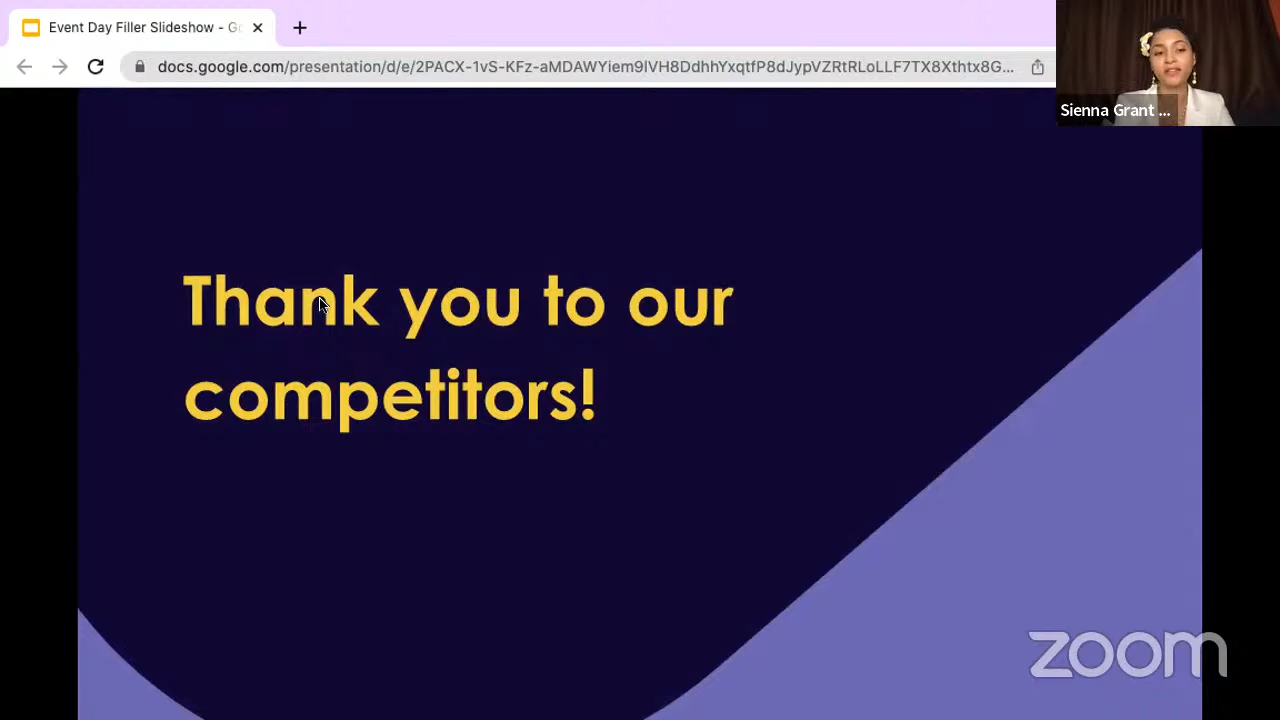 Event Day Filler Slideshow - Go
docs.google.com/presentation/d/e/2PACX-1vS-KFz-aMDAWYiem9lVH8DdhhYxqtfP8dJypVZRtRLoLLF7TX8Xthtx8G...
Sienna Grant ...
Thank you to our
competitors!
zoom